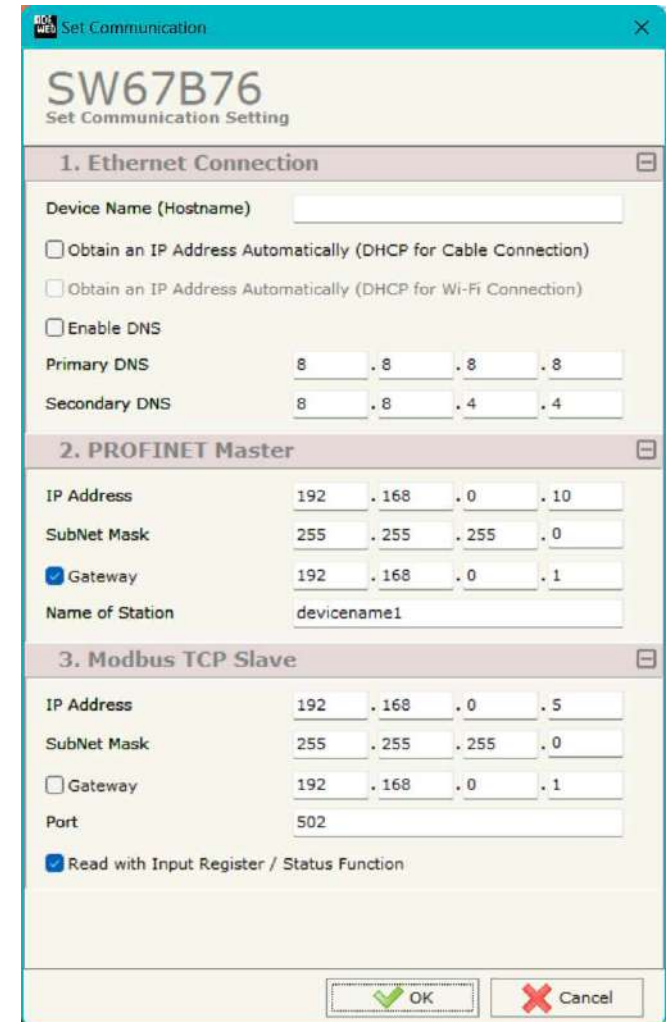 ADF WEB Set Communication
SW67B76
Set Communication Setting
1. Ethernet Connection
Device Name (Hostname)
Obtain an IP Address Automatically (DHCP for Cable Connection)
Obtain an IP Address Automatically (DHCP for Wi-Fi Connection)
Enable DNS
Primary DNS 8 . 8 . 8 . 8
Secondary DNS 8 . 8 . 4 . 4
2. PROFINET Master
IP Address 192 . 168 . 0 . 10
SubNet Mask 255 . 255 . 255 . 0
Gateway 192 . 168 . 0 . 1
Name of Station devicename1
3. Modbus TCP Slave
IP Address 192 . 168 . 0 . 5
SubNet Mask 255 . 255 . 255 . 0
Gateway 192 . 168 . 0 . 1
Port 502
Read with Input Register / Status Function
OK Cancel